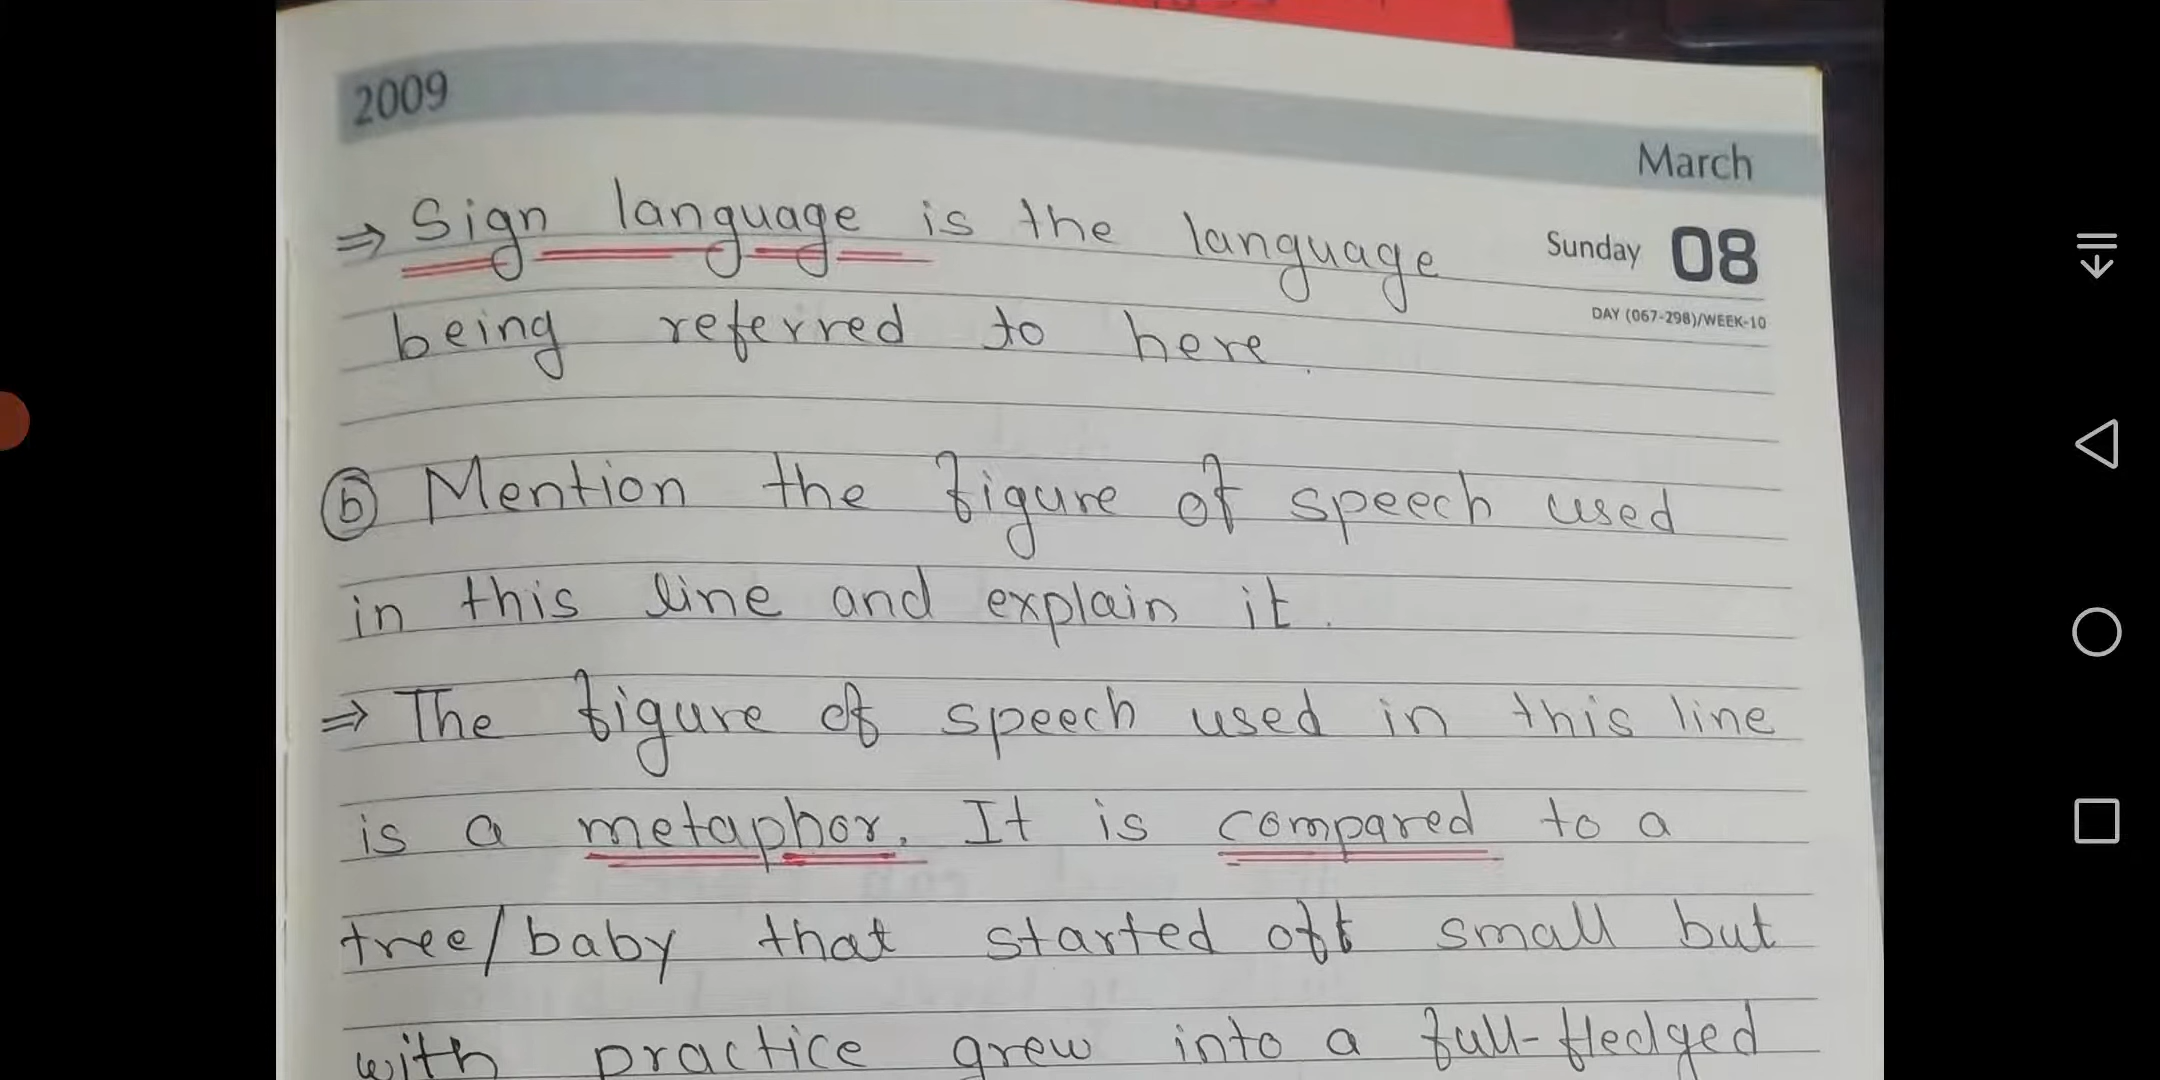 2009
March
⇒ Sign language is the language
Sunday 08
DAY (067-298)/WEEK-10
being referred to here.
ⓑ Mention the figure of speech used
in this line and explain it.
⇒ The figure of speech used in this line
is a metaphor. It is compared to a
tree/baby that started off small but
with practice grew into a full-fledged